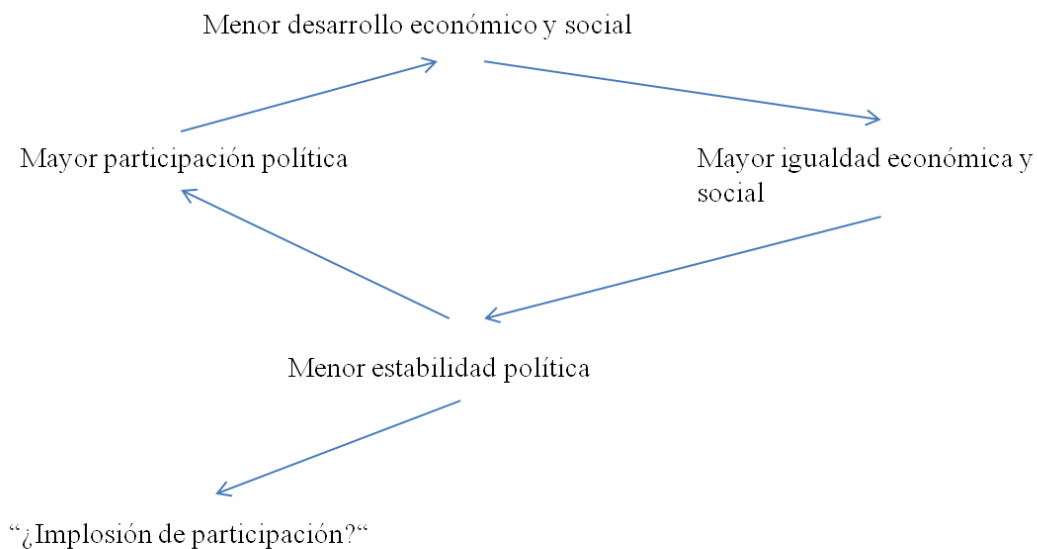 Menor desarrollo económico y social
Mayor participación política
Mayor igualdad económica y
social
Menor estabilidad política
“¿Implosión de participación?“